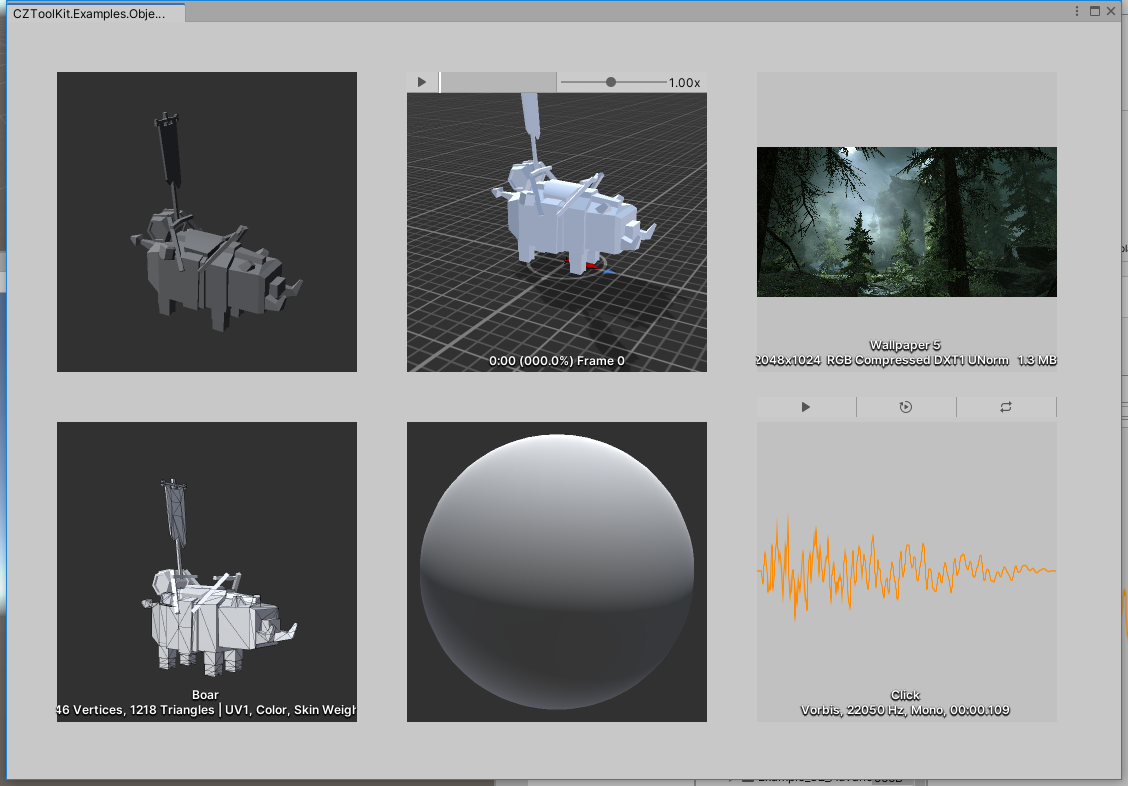 CZToolKit.Examples.Obje...
1.00x
0:00 (000.0%) Frame 0
Wallpaper 5
2048x1024 RGB Compressed DXT1 UNorm 1.3 MB
Boar
46 Vertices, 1218 Triangles | UV1, Color, Skin Weigh
Click
Vorbis, 22050 Hz, Mono, 00:00.109